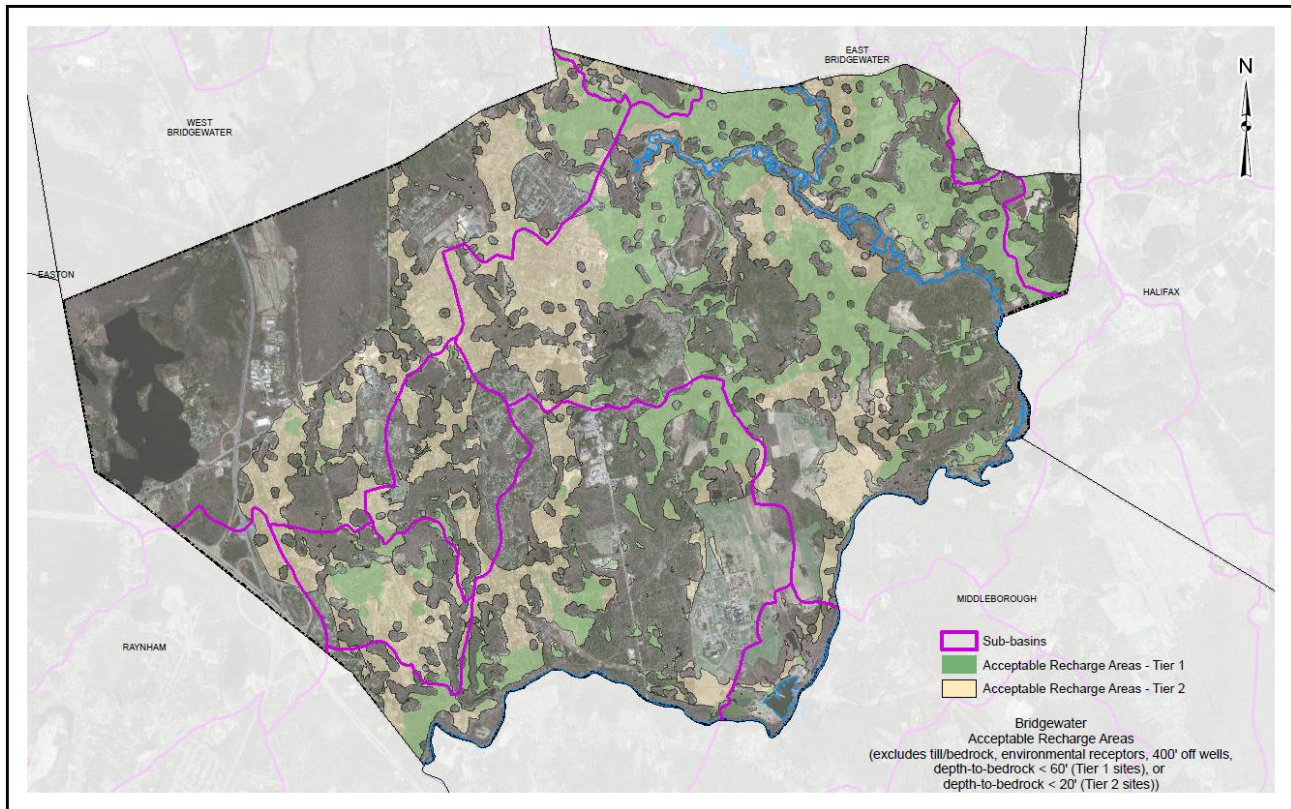 EAST
BRIDGEWATER
N
WEST
BRIDGEWATER
EASTON
HALIFAX
MIDDLEBOROUGH
RAYNHAM
Sub-basins
Acceptable Recharge Areas - Tier 1
Acceptable Recharge Areas - Tier 2
Bridgewater
Acceptable Recharge Areas
(excludes till/bedrock, environmental receptors, 400' off wells,
depth-to-bedrock < 60' (Tier 1 sites), or
depth-to-bedrock < 20' (Tier 2 sites))